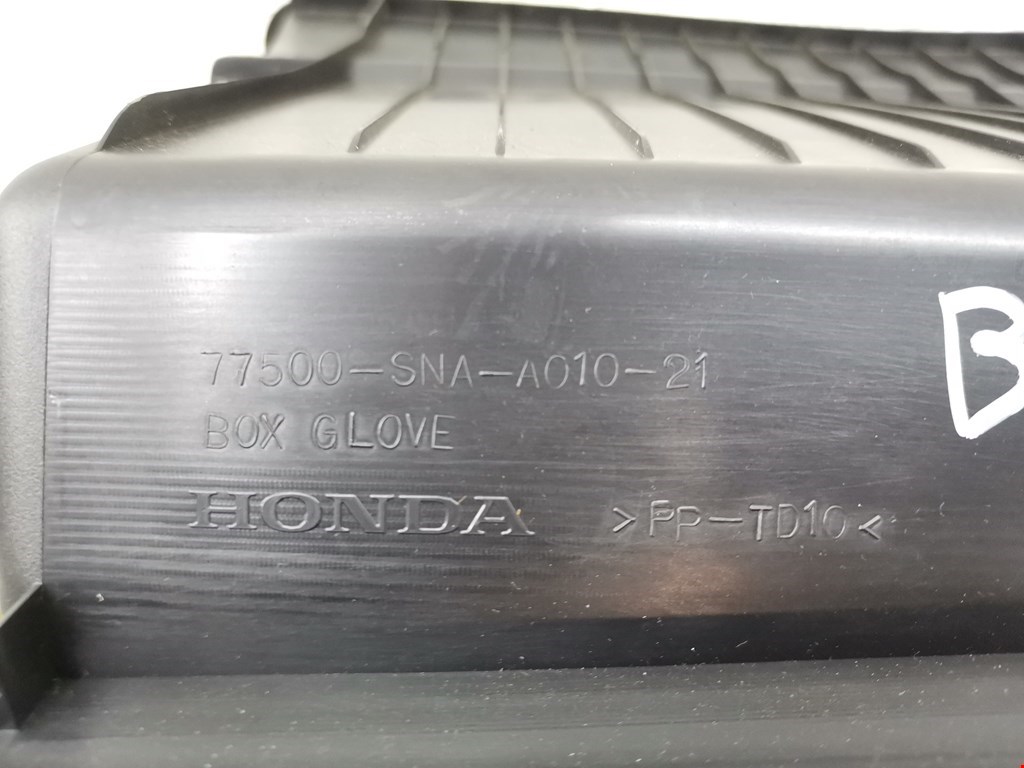 77500-SNA-A010-21
BOX GLOVE
HONDA >PP-TD10<
B